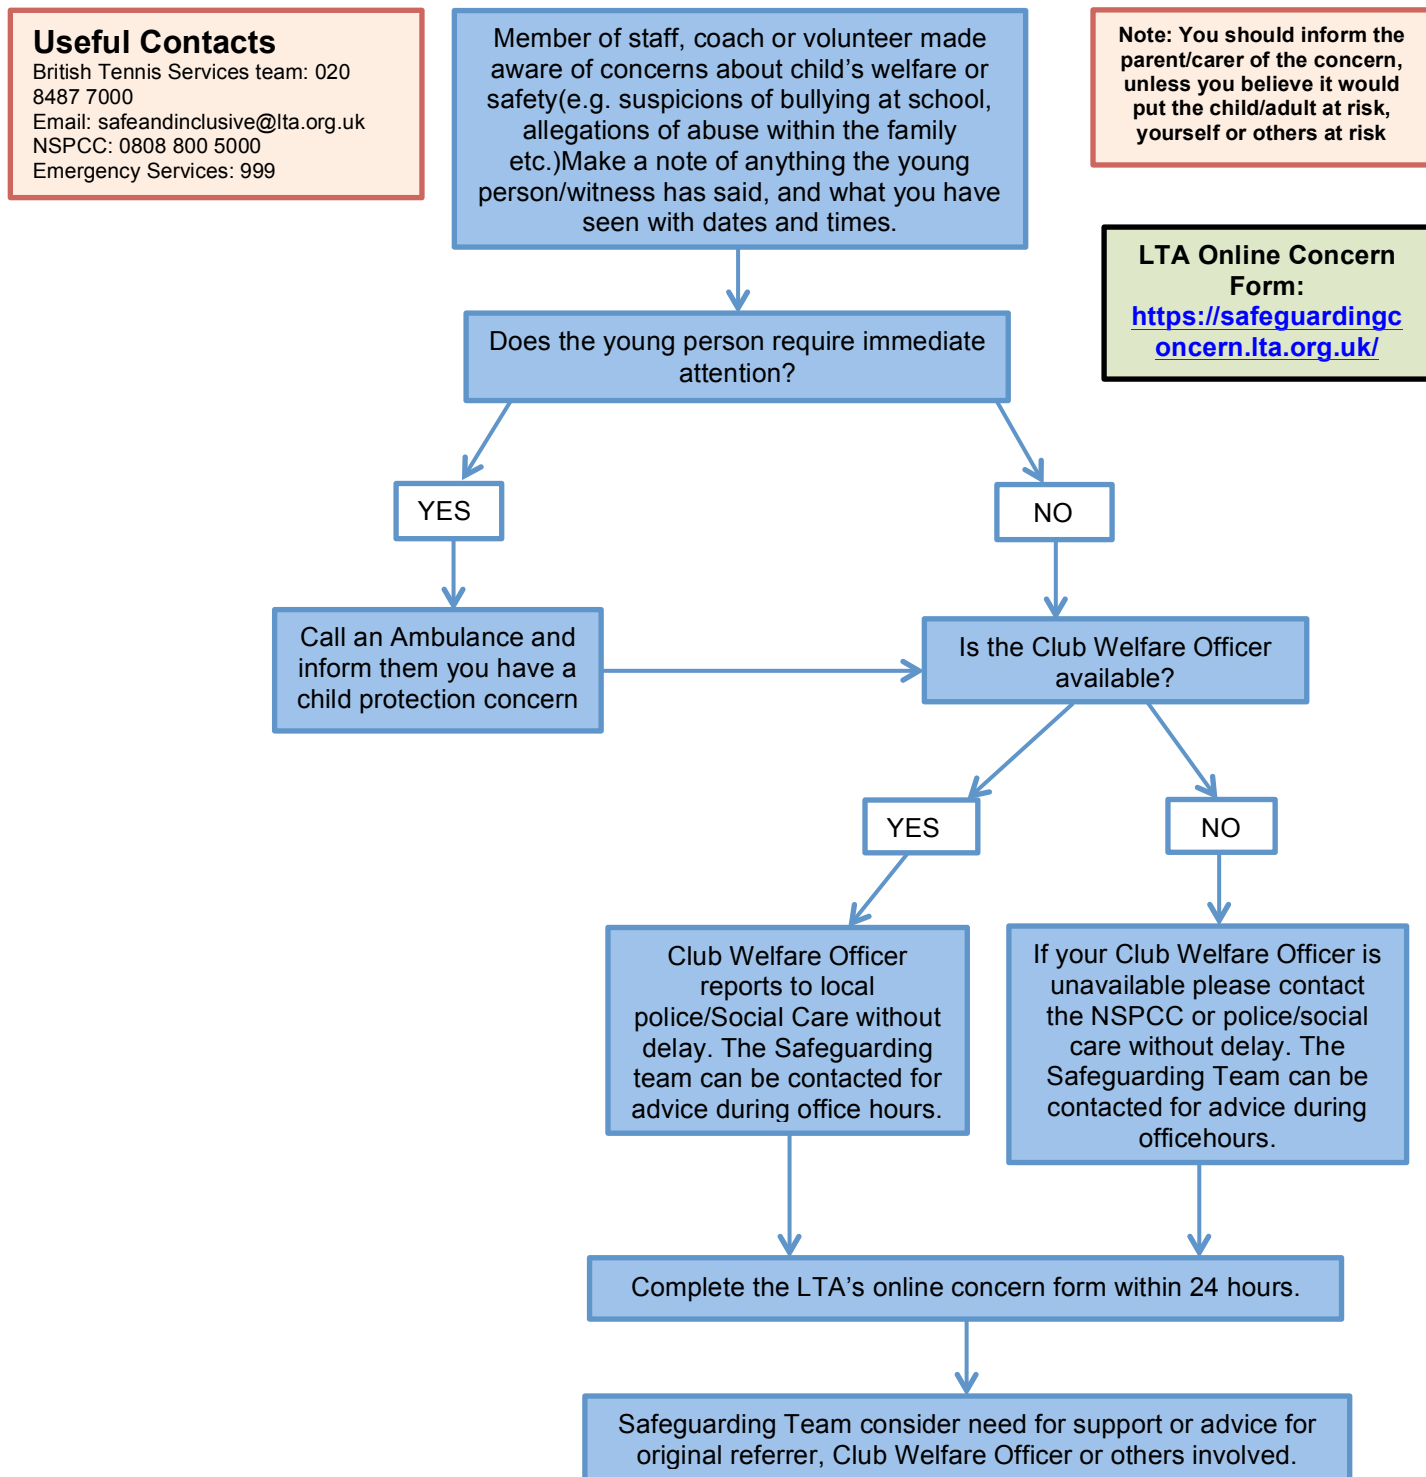 Useful Contacts
British Tennis Services team: 020
8487 7000
Email: safeandinclusive@lta.org.uk
NSPCC: 0808 800 5000
Emergency Services: 999
Member of staff, coach or volunteer made
aware of concerns about child’s welfare or
safety(e.g. suspicions of bullying at school,
allegations of abuse within the family
etc.)Make a note of anything the young
person/witness has said, and what you have
seen with dates and times.
Note: You should inform the
parent/carer of the concern,
unless you believe it would
put the child/adult at risk,
yourself or others at risk
LTA Online Concern
Form:
https://safeguardingc
oncern.lta.org.uk/
Does the young person require immediate
attention?
YES
NO
Call an Ambulance and
inform them you have a
child protection concern
Is the Club Welfare Officer
available?
YES
NO
Club Welfare Officer
reports to local
police/Social Care without
delay. The Safeguarding
team can be contacted for
advice during office hours.
If your Club Welfare Officer is
unavailable please contact
the NSPCC or police/social
care without delay. The
Safeguarding Team can be
contacted for advice during
officehours.
Complete the LTA’s online concern form within 24 hours.
Safeguarding Team consider need for support or advice for
original referrer, Club Welfare Officer or others involved.